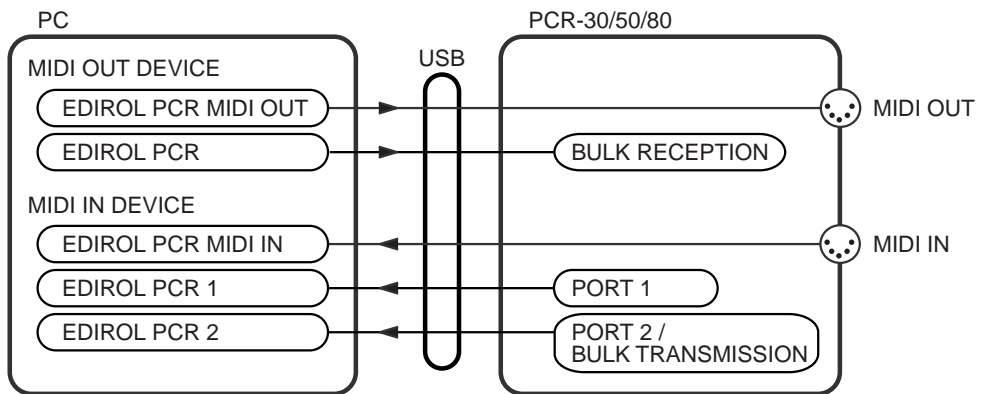 PC
USB
PCR-30/50/80
MIDI OUT DEVICE
EDIROL PCR MIDI OUT
MIDI OUT
EDIROL PCR
BULK RECEPTION
MIDI IN DEVICE
EDIROL PCR MIDI IN
MIDI IN
EDIROL PCR 1
PORT 1
EDIROL PCR 2
PORT 2 /
BULK TRANSMISSION